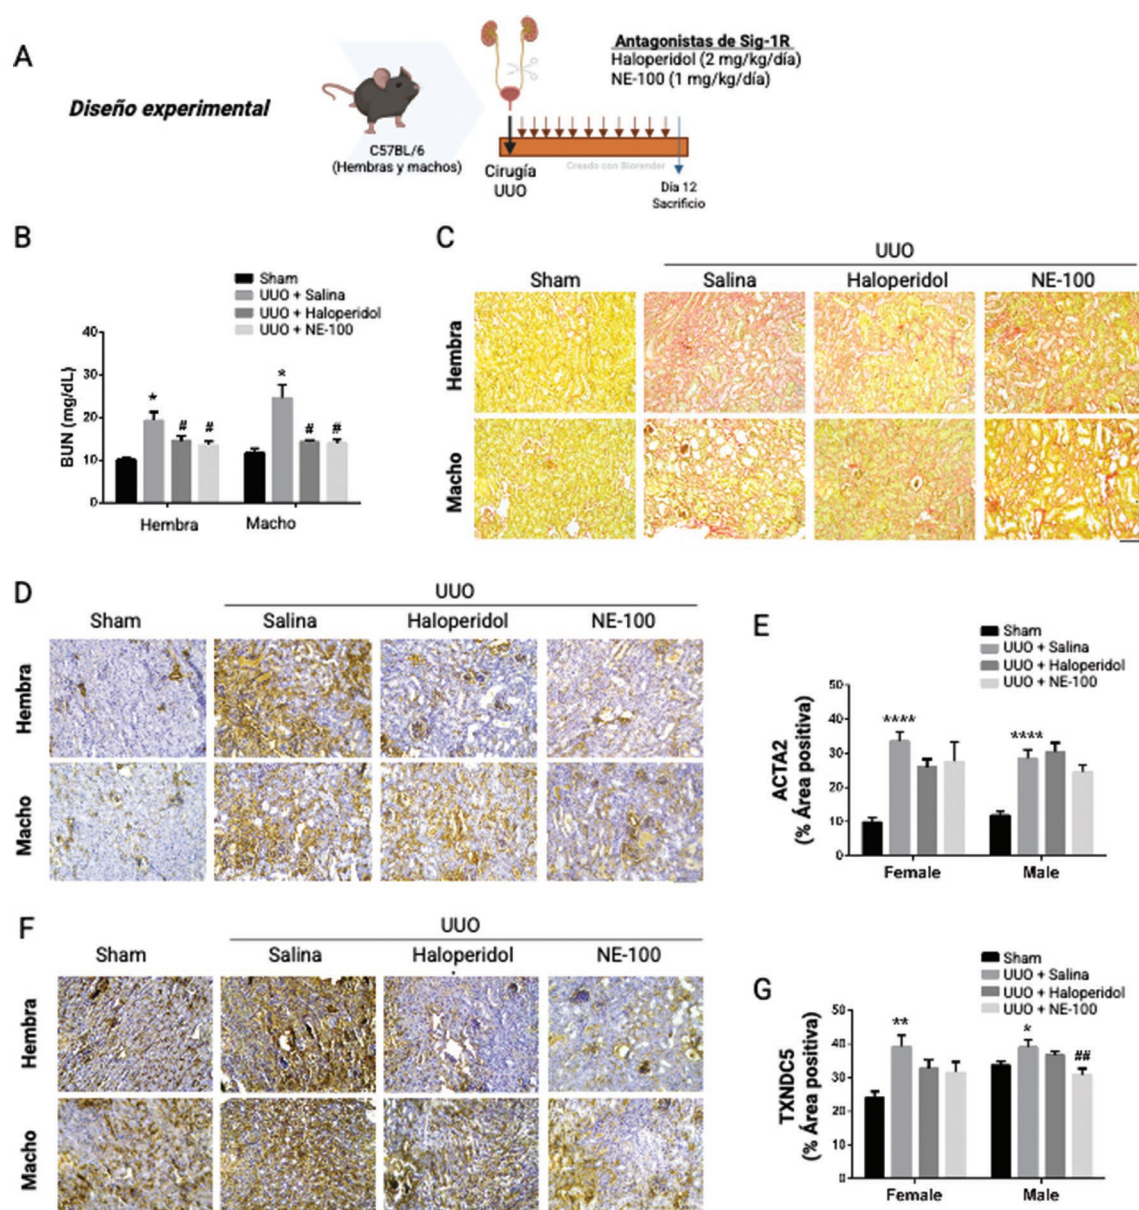 A
Diseño experimental
C57BL/6
(Hembras y machos)
Antagonistas de Sig-1R
Haloperidol (2 mg/kg/día)
NE-100 (1 mg/kg/día)
Creado con Biorender
Cirugía
UUO
Día 12
Sacrificio
B
Sham
UUO + Salina
UUO + Haloperidol
UUO + NE-100
BUN (mg/dL)
40
30
20
10
0
* # #
* # #
Hembra Macho
C
UUO
Sham Salina Haloperidol NE-100
Hembra
Macho
D
UUO
Sham Salina Haloperidol NE-100
Hembra
Macho
E
Sham
UUO + Salina
UUO + Haloperidol
UUO + NE-100
ACTA2
(% Área positiva)
50
40
30
20
10
0
**** ****
Female Male
F
UUO
Sham Salina Haloperidol NE-100
Hembra
Macho
G
Sham
UUO + Salina
UUO + Haloperidol
UUO + NE-100
TXNDC5
(% Área positiva)
50
40
30
20
10
0
** * ##
Female Male